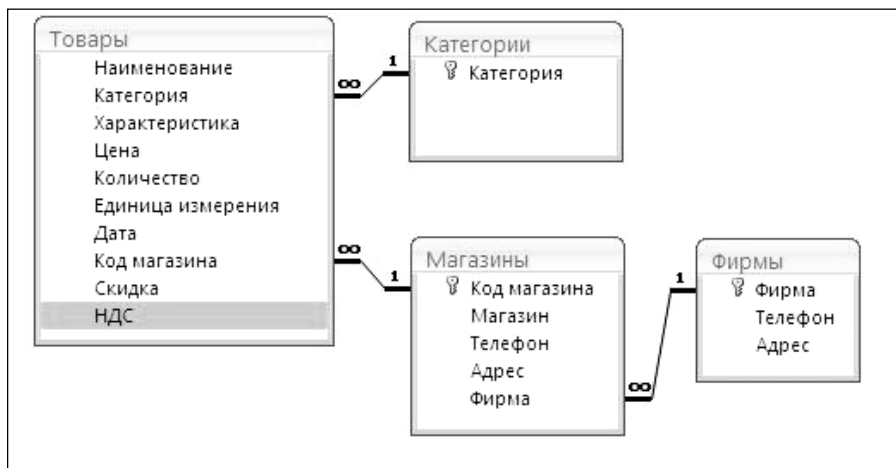 Товары
Наименование
Категория
Характеристика
Цена
Количество
Единица измерения
Дата
Код магазина
Скидка
НДС
∞
1
Категории
Категория
∞
1
Магазины
Код магазина
Магазин
Телефон
Адрес
Фирма
∞
1
Фирмы
Фирма
Телефон
Адрес